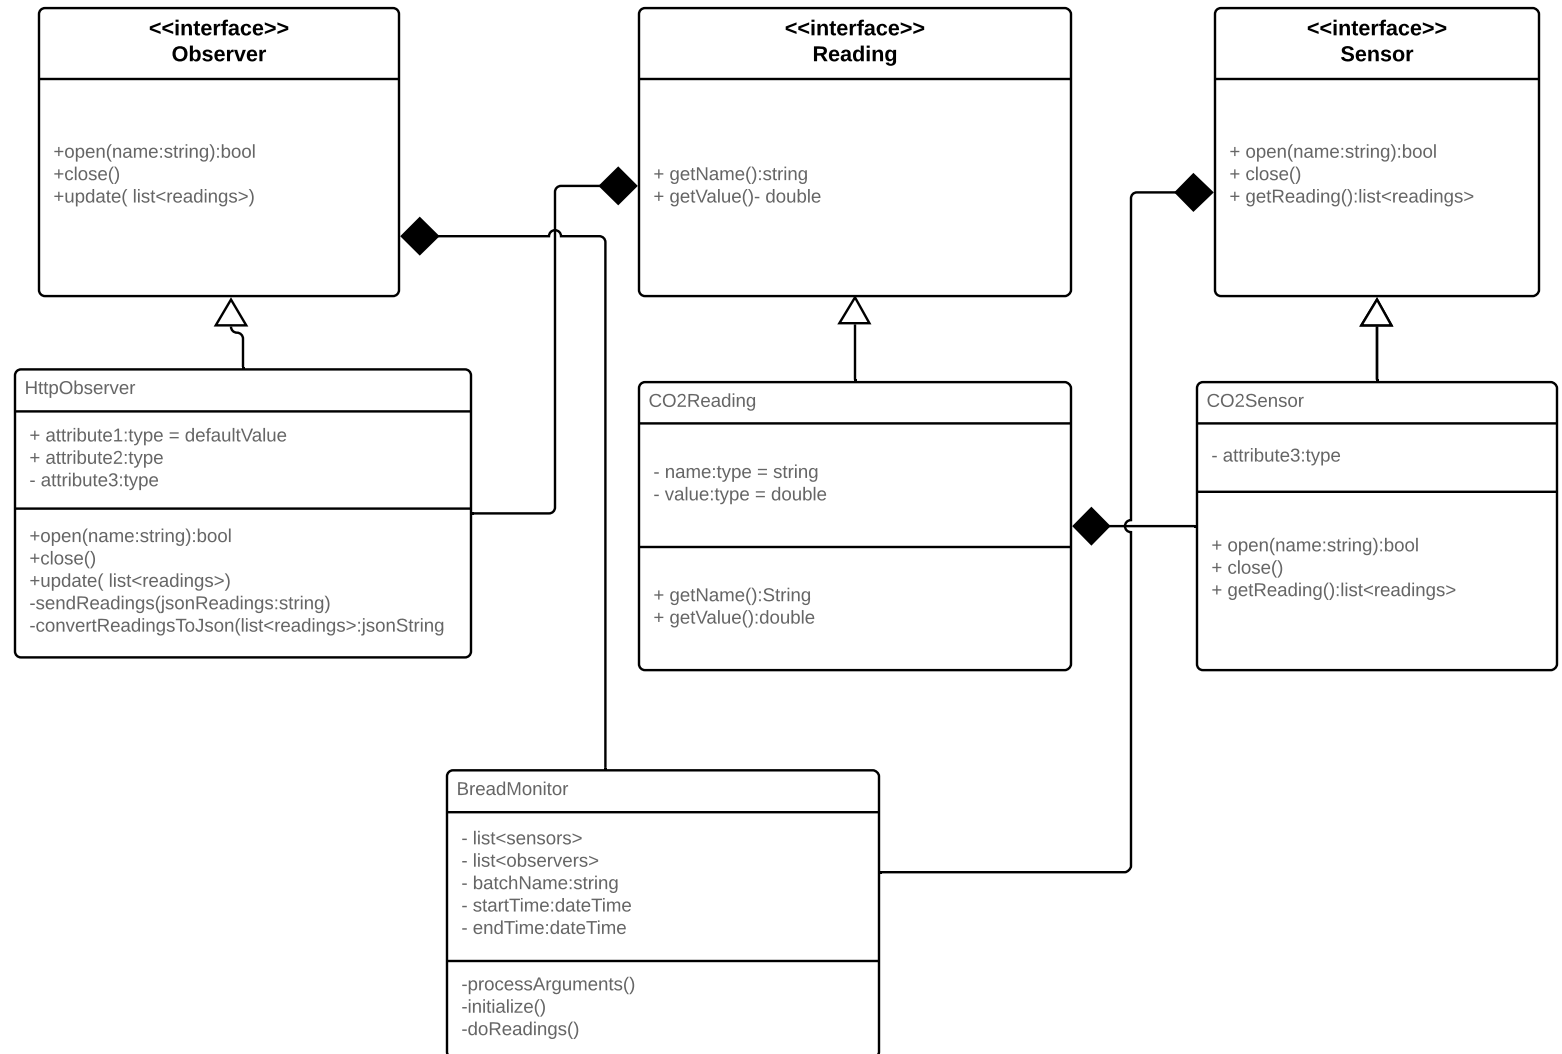 <<interface>>
Observer
+open(name:string):bool
+close()
+update( list<readings>)
<<interface>>
Reading
+ getName():string
+ getValue()- double
<<interface>>
Sensor
+ open(name:string):bool
+ close()
+ getReading():list<readings>
HttpObserver
+ attribute1:type = defaultValue
+ attribute2:type
- attribute3:type
+open(name:string):bool
+close()
+update( list<readings>)
-sendReadings(jsonReadings:string)
-convertReadingsToJson(list<readings>:jsonString
CO2Reading
- name:type = string
- value:type = double
+ getName():String
+ getValue():double
CO2Sensor
- attribute3:type
+ open(name:string):bool
+ close()
+ getReading():list<readings>
BreadMonitor
- list<sensors>
- list<observers>
- batchName:string
- startTime:dateTime
- endTime:dateTime
-processArguments()
-initialize()
-doReadings()